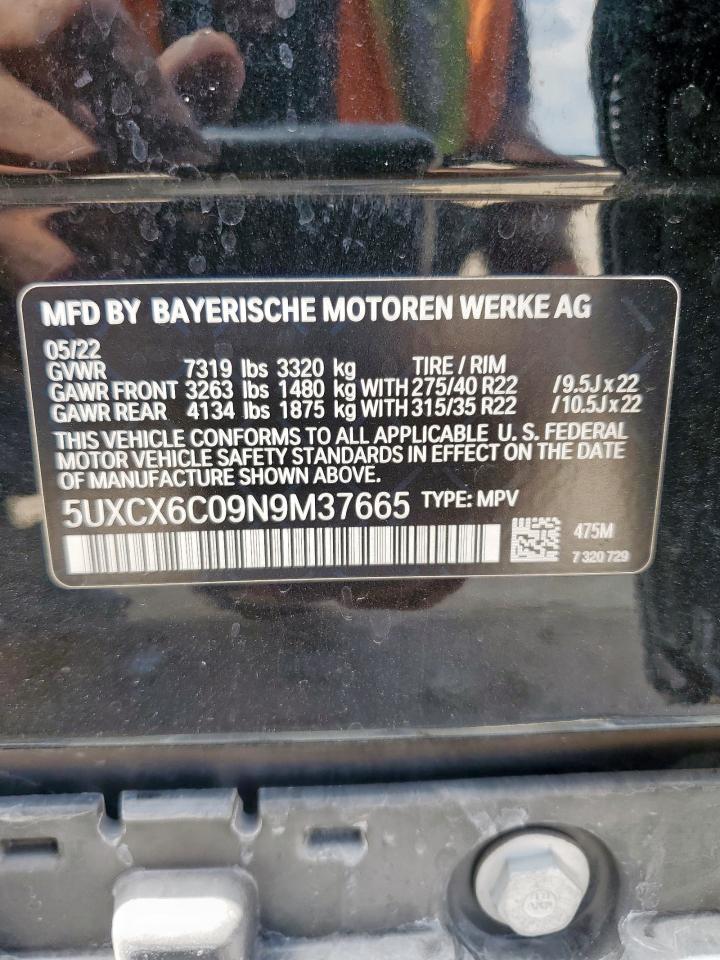 MFD BY BAYERISCHE MOTOREN WERKE AG
05/22
GVWR 7319 lbs 3320 kg TIRE / RIM
GAWR FRONT 3263 lbs 1480 kg WITH 275/40 R22 /9.5J x 22
GAWR REAR 4134 lbs 1875 kg WITH 315/35 R22 /10.5J x 22
THIS VEHICLE CONFORMS TO ALL APPLICABLE U. S. FEDERAL
MOTOR VEHICLE SAFETY STANDARDS IN EFFECT ON THE DATE
OF MANUFACTURE SHOWN ABOVE.
5UXCX6C09N9M37665 TYPE: MPV
475M
7 320 729